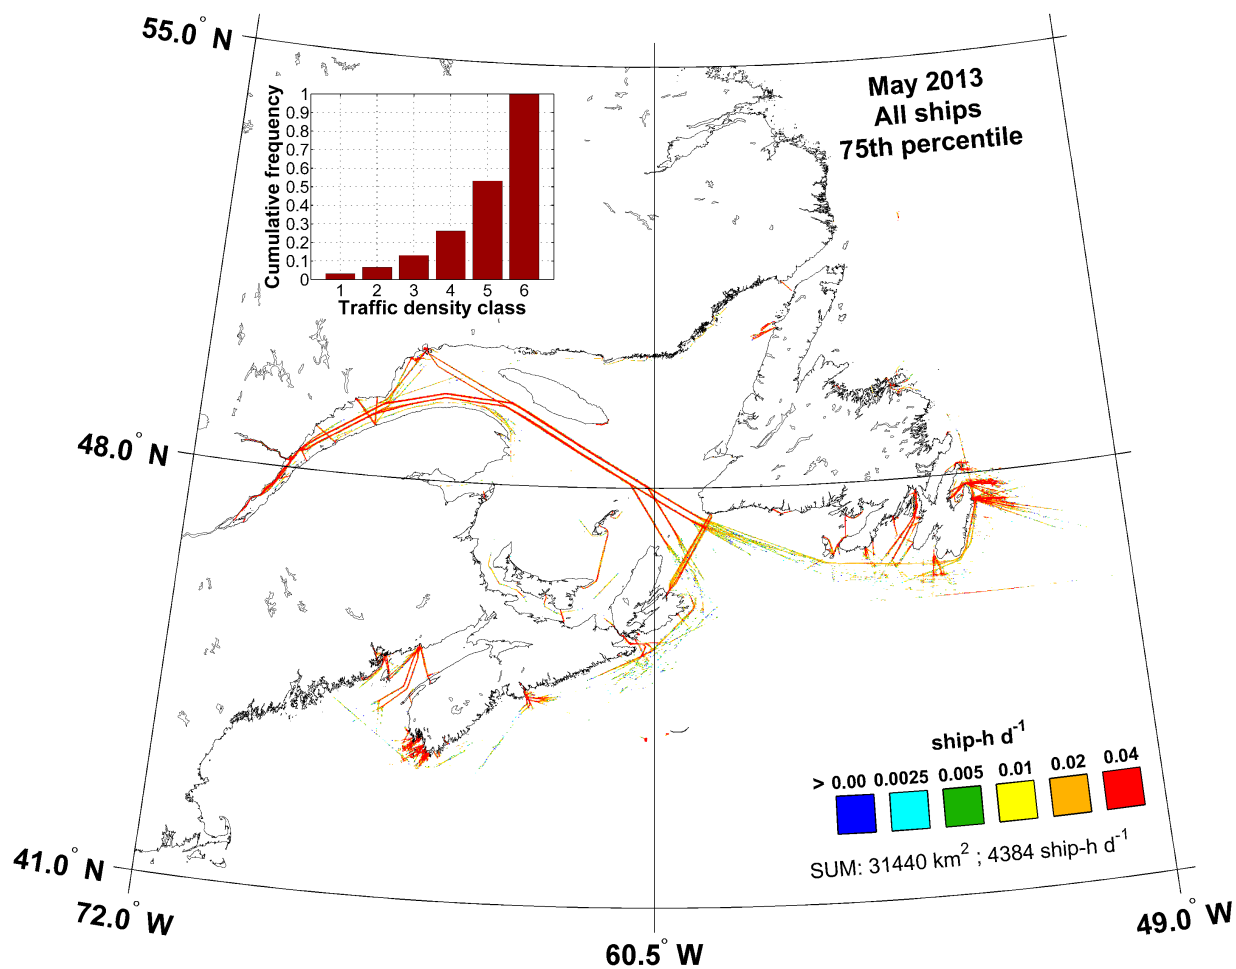 55.0° N
May 2013
All ships
75th percentile
Cumulative frequency
1
0.9
0.8
0.7
0.6
0.5
0.4
0.3
0.2
0.1
0
1 2 3 4 5 6
Traffic density class
48.0° N
ship-h d-1
> 0.00 0.0025 0.005 0.01 0.02 0.04
SUM: 31440 km2 ; 4384 ship-h d-1
41.0° N
72.0° W
60.5° W
49.0° W